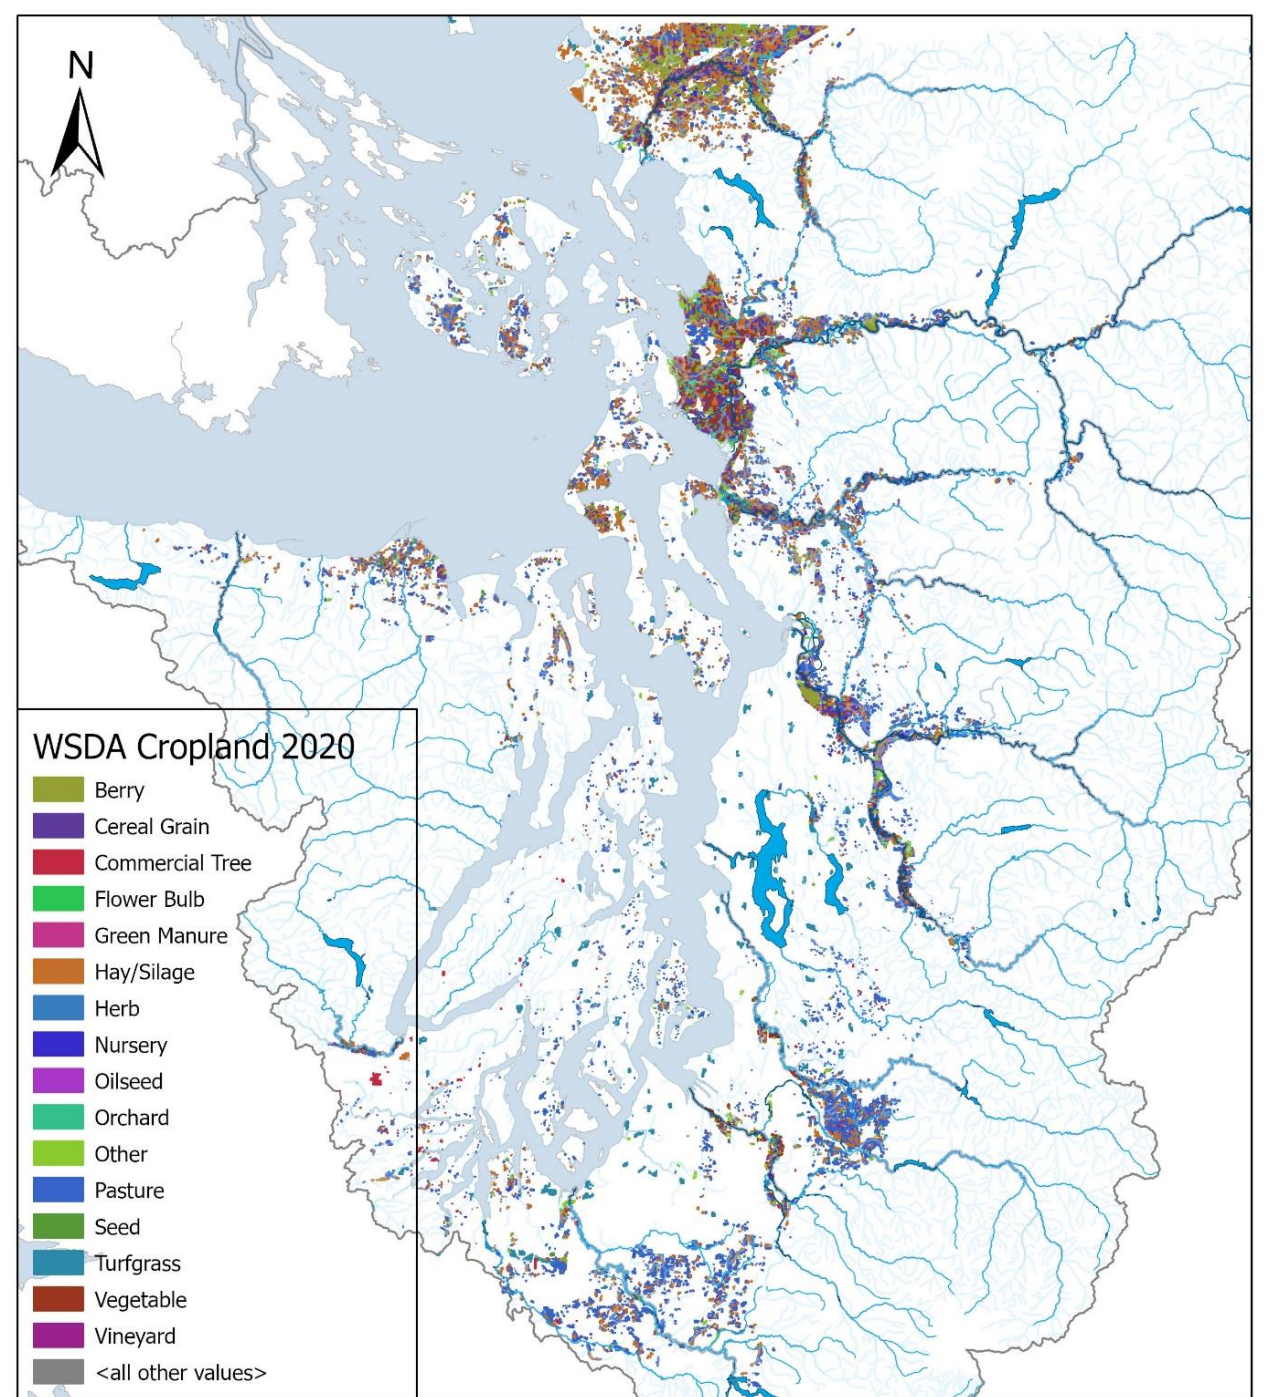 N
WSDA Cropland 2020
Berry
Cereal Grain
Commercial Tree
Flower Bulb
Green Manure
Hay/Silage
Herb
Nursery
Oilseed
Orchard
Other
Pasture
Seed
Turfgrass
Vegetable
Vineyard
<all other values>